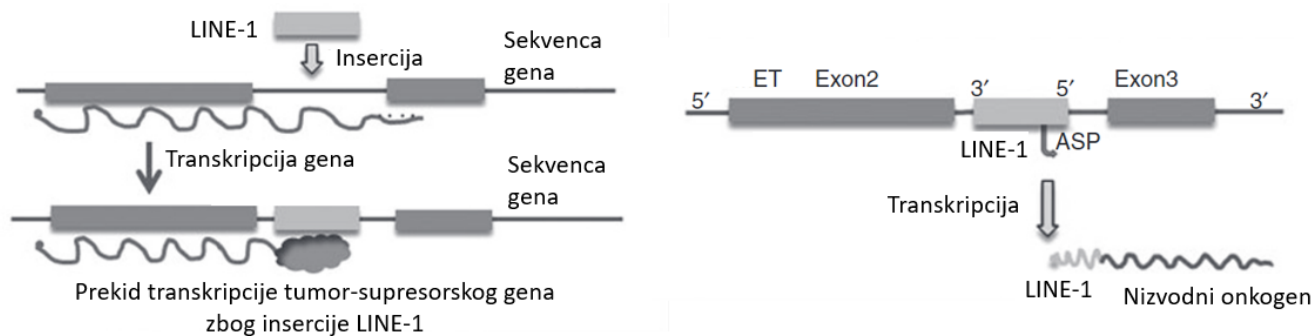 LINE-1
Insercija
Sekvenca
gena
Transkripcija gena
Sekvenca
gena
Prekid transkripcije tumor-supresorskog gena
zbog insercije LINE-1
ET Exon2 3′ 5′ Exon3
5′ 3′
LINE-1 ASP
Transkripcija
LINE-1 Nizvodni onkogen